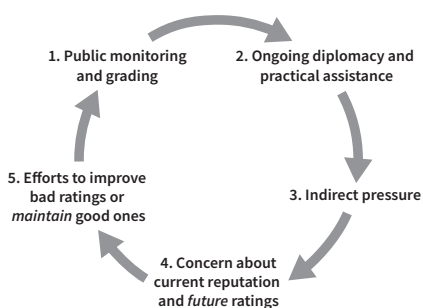 1. Public monitoring
and grading
2. Ongoing diplomacy and
practical assistance
3. Indirect pressure
4. Concern about
current reputation
and future ratings
5. Efforts to improve
bad ratings or
maintain good ones